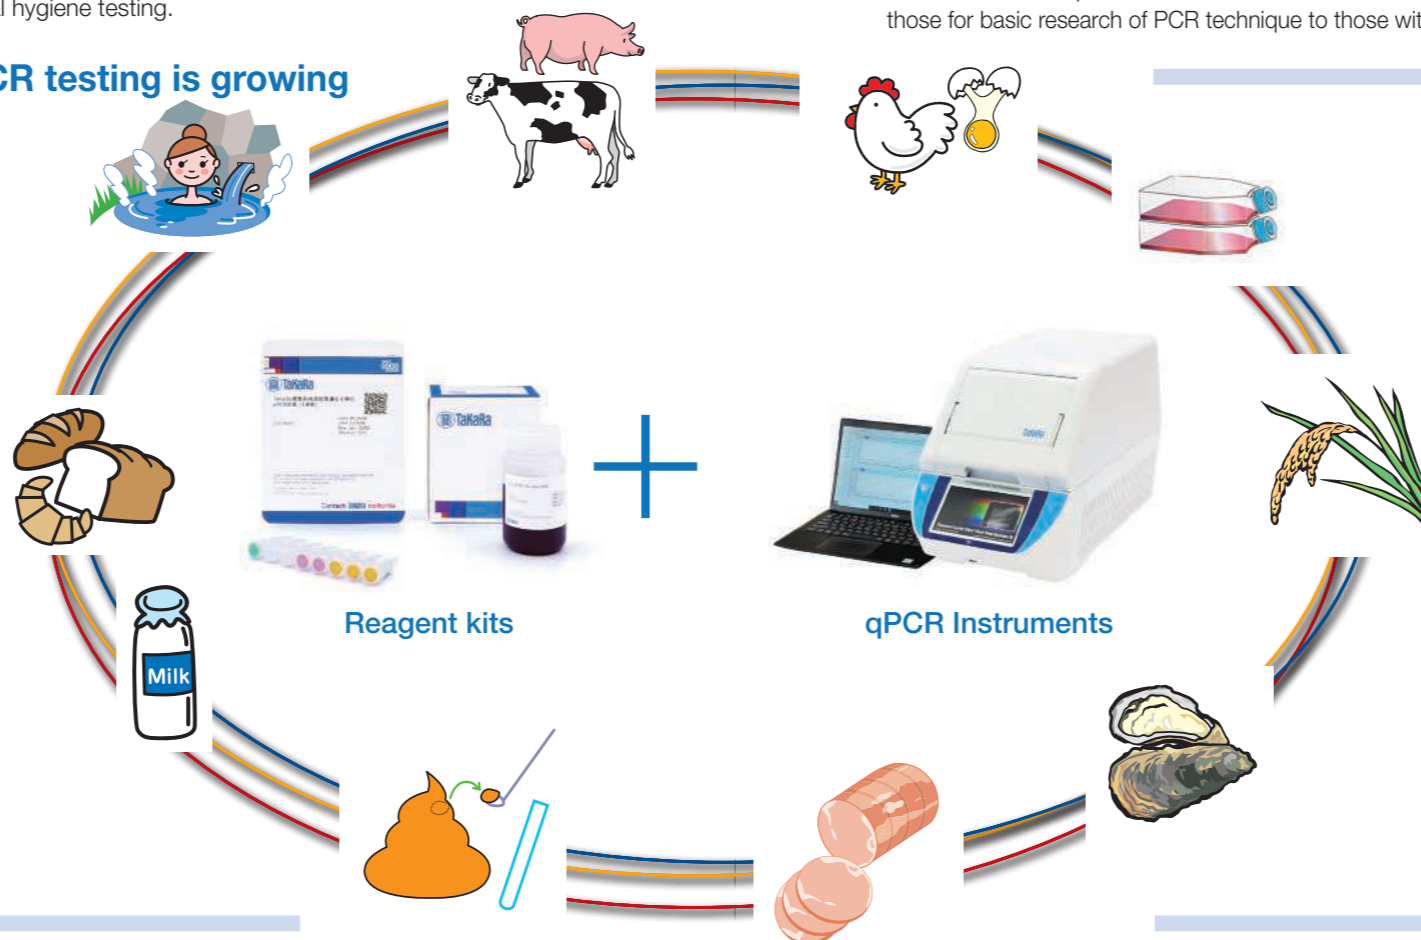 l hygiene testing.
those for basic research of PCR technique to those wit
CR testing is growing
TaKaRa
TaKaRa
TaKaRa
Milk
Reagent kits
qPCR Instruments